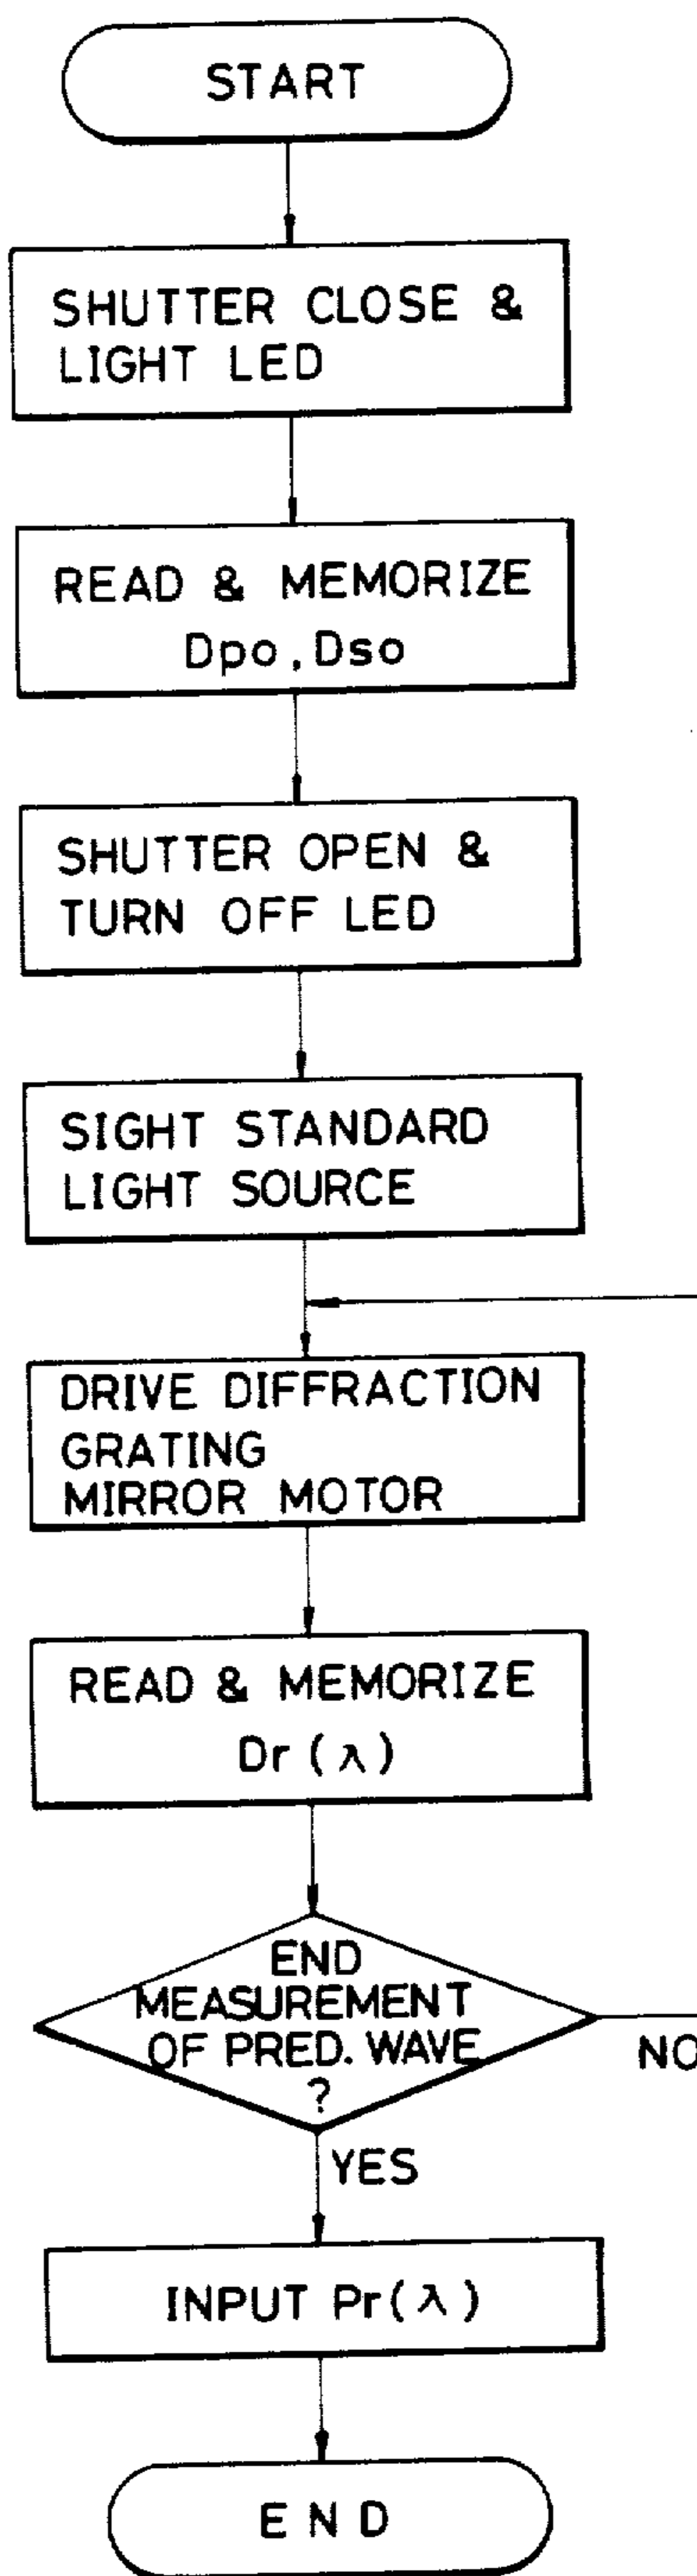 START
SHUTTER CLOSE &
LIGHT LED
READ & MEMORIZE
Dpo, Dso
SHUTTER OPEN &
TURN OFF LED
SIGHT STANDARD
LIGHT SOURCE
DRIVE DIFFRACTION
GRATING
MIRROR MOTOR
READ & MEMORIZE
Dr (λ)
END
MEASUREMENT
OF PRED. WAVE
?
NO
YES
INPUT Pr(λ)
END